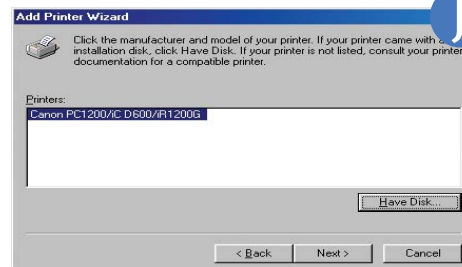 Add Printer Wizard
Click the manufacturer and model of your printer. If your printer came with
installation disk, click Have Disk. If your printer is not listed, consult your printer
documentation for a compatible printer.
Printers:
Canon PC1200/iC D600/iR1200G
Have Disk...
< Back
Next >
Cancel